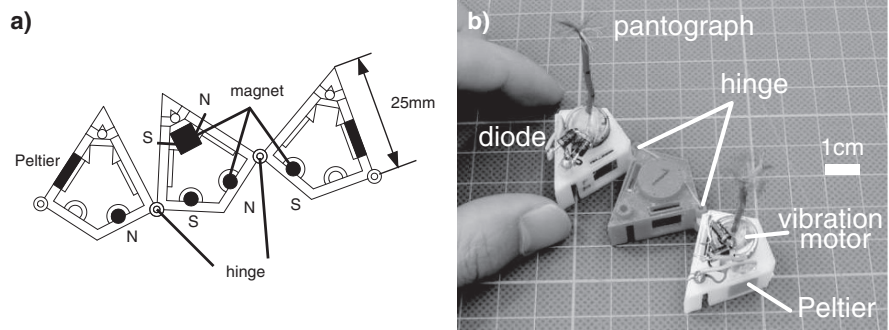 a)
N
magnet
S
25mm
Peltier
N
S
N
S
hinge
b)
pantograph
hinge
diode
1cm
vibration
motor
Peltier